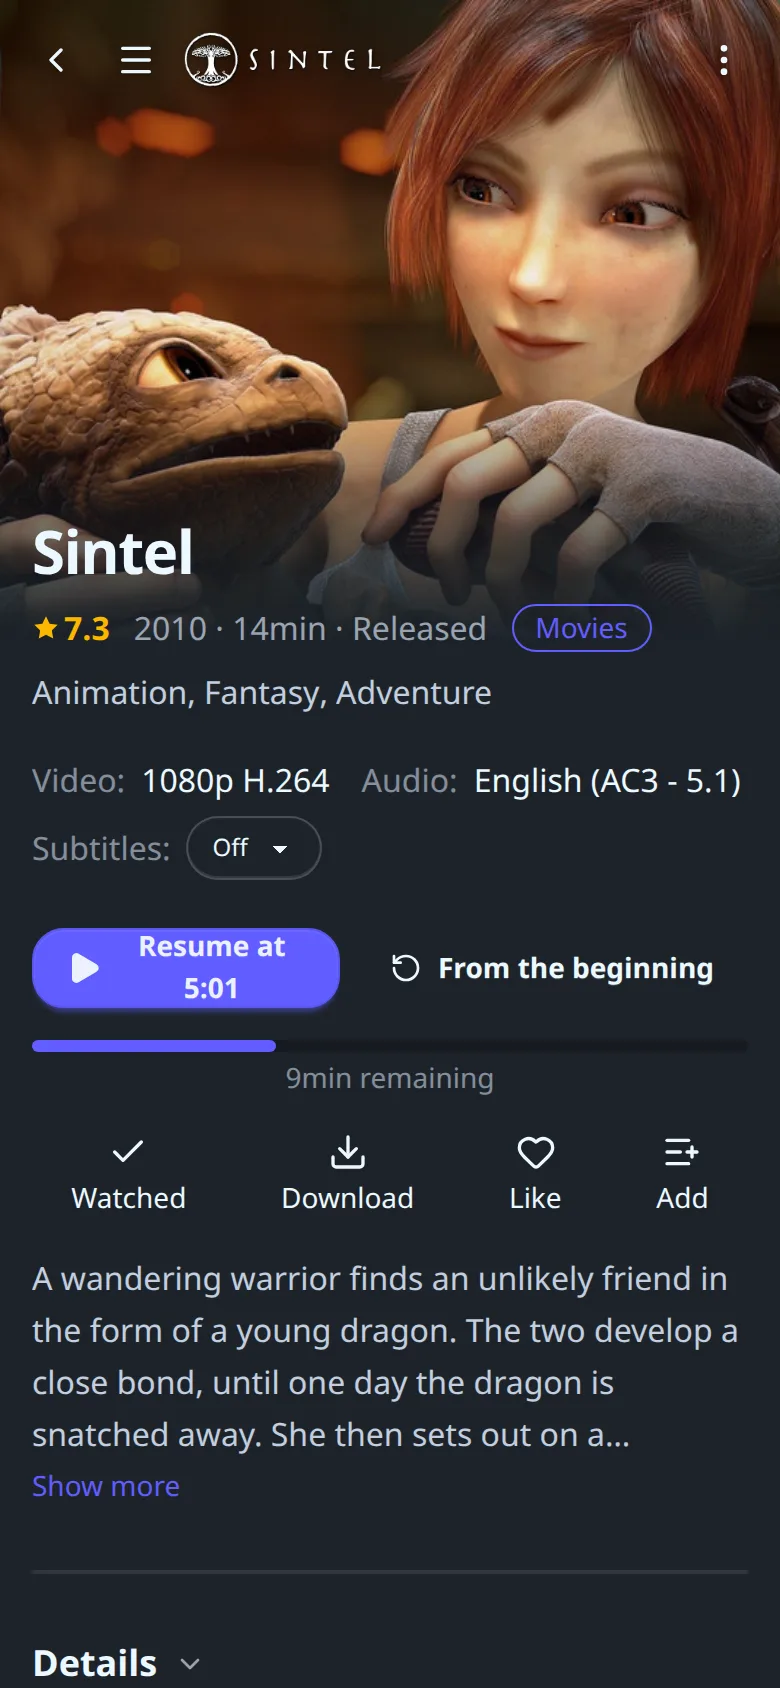 SINTEL
Sintel
7.3 2010 · 14min · Released Movies
Animation, Fantasy, Adventure
Video: 1080p H.264 Audio: English (AC3 - 5.1)
Subtitles: Off
Resume at
5:01
From the beginning
9min remaining
Watched Download Like Add
A wandering warrior finds an unlikely friend in
the form of a young dragon. The two develop a
close bond, until one day the dragon is
snatched away. She then sets out on a...
Show more
Details